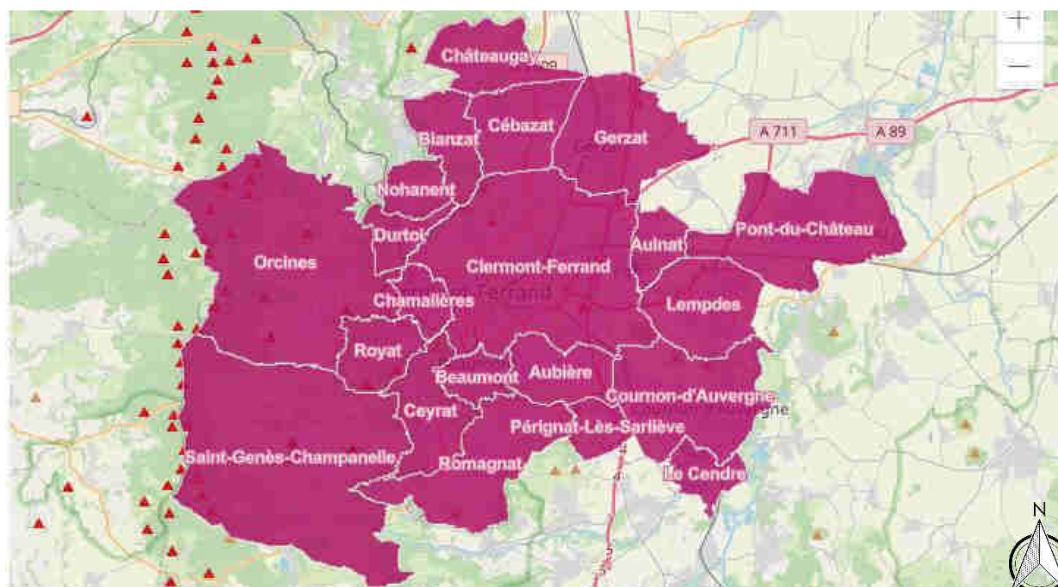 +
−
Châteaugay
Cébazat
Gerzat
Blanzat
A 711
A 89
Nohanent
Durtol
Aulnat
Pont-du-Château
Orcines
Clermont-Ferrand
Chamalières
Lempdes
Royat
Beaumont
Aubière
Cournon-d'Auvergne
Ceyrat
Pérignat-Lès-Sarliève
Saint-Genès-Champanelle
Romagnat
Le Cendre
N